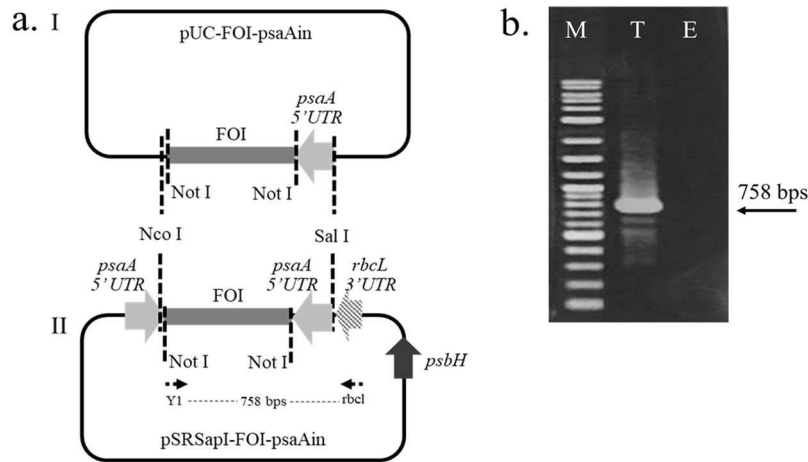 a.
I
pUC-FOI-psaAin
psaA
5'UTR
FOI
Not I
Not I
Nco I
Sal I
psaA
5'UTR
FOI
psaA
5'UTR
rbcL
3'UTR
II
Not I
Not I
psbH
Y1
758 bps
rbcl
pSRSapI-FOI-psaAin
b.
M T E
758 bps